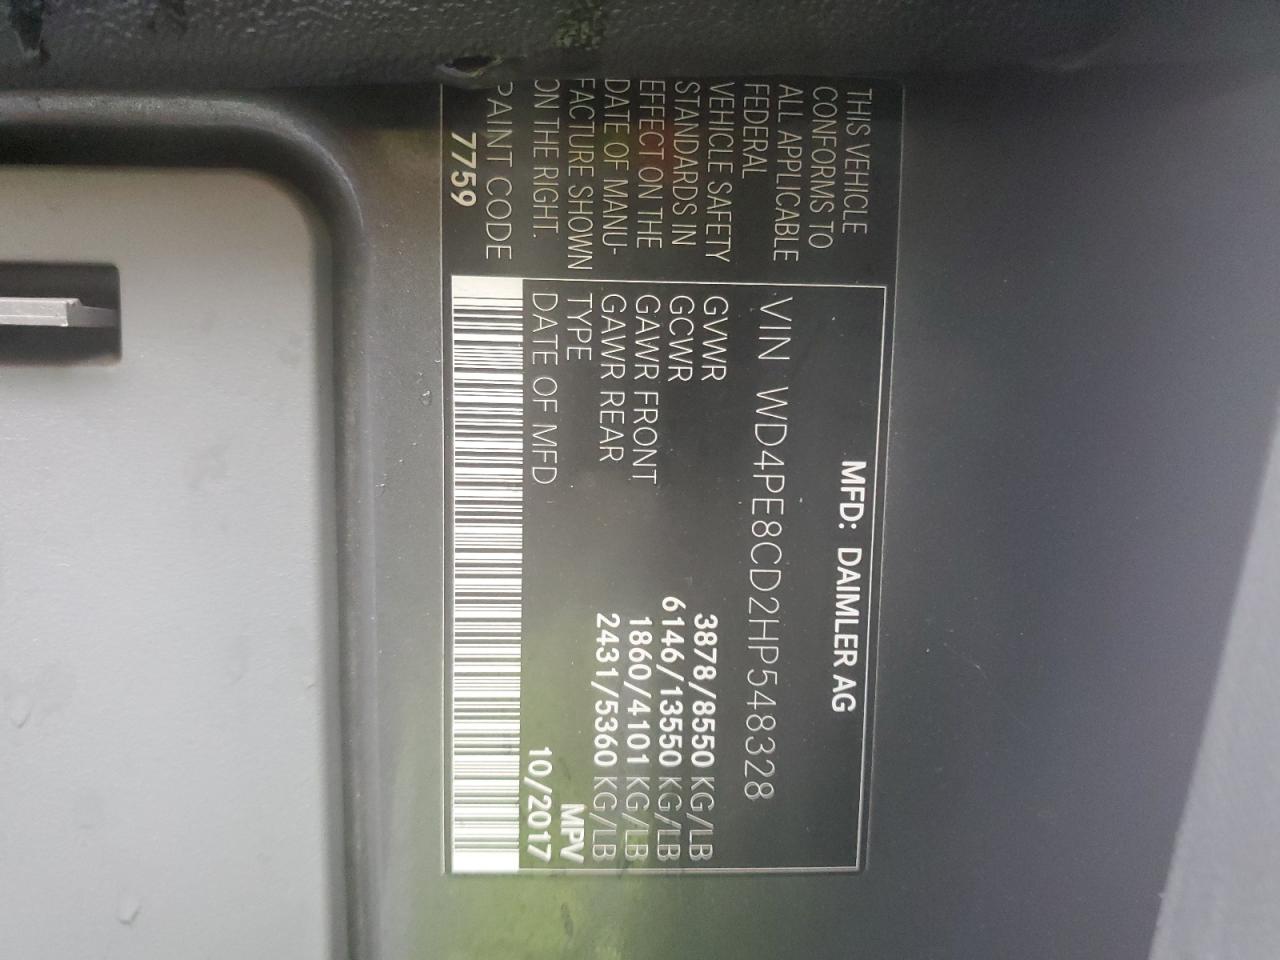 THIS VEHICLE
CONFORMS TO
ALL APPLICABLE
FEDERAL
VEHICLE SAFETY
STANDARDS IN
EFFECT ON THE
DATE OF MANU-
FACTURE SHOWN
ON THE RIGHT.
PAINT CODE
7759
MFD: DAIMLER AG
VIN WD4PE8CD2HP548328
GVWR 3878/8550 KG/LB
GCWR 6146/13550 KG/LB
GAWR FRONT 1860/4101 KG/LB
GAWR REAR 2431/5360 KG/LB
TYPE MPV
DATE OF MFD 10/2017